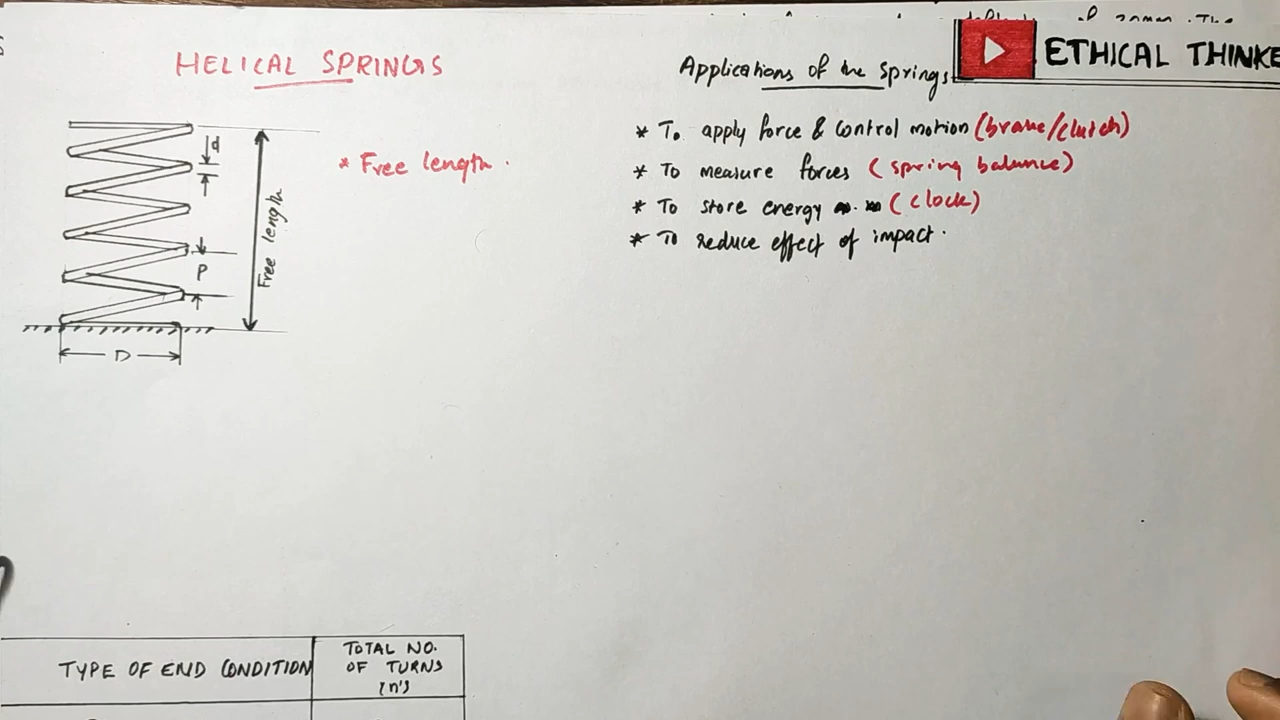 ETHICAL THINKE
HELICAL SPRINGS
d
* Free length.
Free lengh
P
D
Applications of the Springs
* To apply force & Control motion (brake/clutch)
* To measure forces (spring balance)
* To store energy (clock)
* To reduce effect of impact.
TYPE OF END CONDITION
TOTAL NO.
OF TURNS
(n')